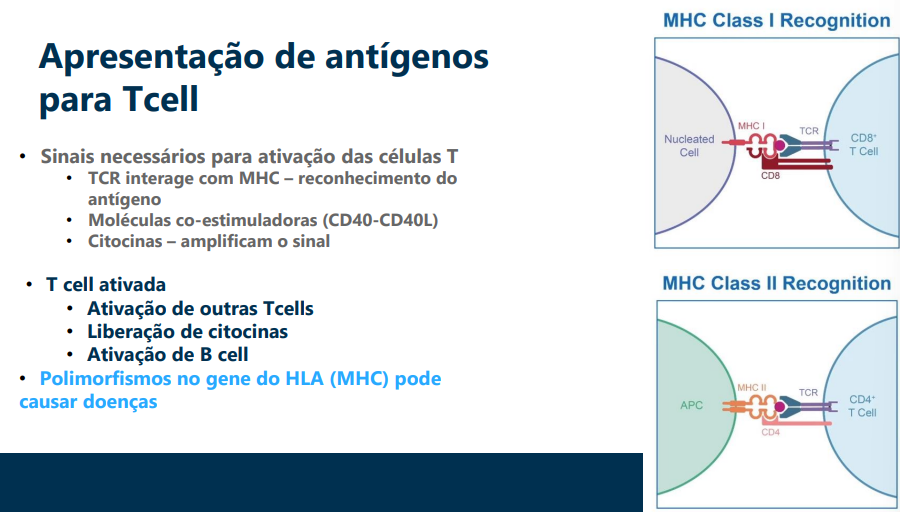 Apresentação de antígenos
para Tcell
• Sinais necessários para ativação das células T
• TCR interage com MHC – reconhecimento do
antígeno
• Moléculas co-estimuladoras (CD40-CD40L)
• Citocinas – amplificam o sinal
• T cell ativada
• Ativação de outras Tcells
• Liberação de citocinas
• Ativação de B cell
• Polimorfismos no gene do HLA (MHC) pode
causar doenças
MHC Class I Recognition
Nucleated
Cell
MHC I
TCR
CD8
CD8⁺
T Cell
MHC Class II Recognition
APC
MHC II
TCR
CD4
CD4⁺
T Cell